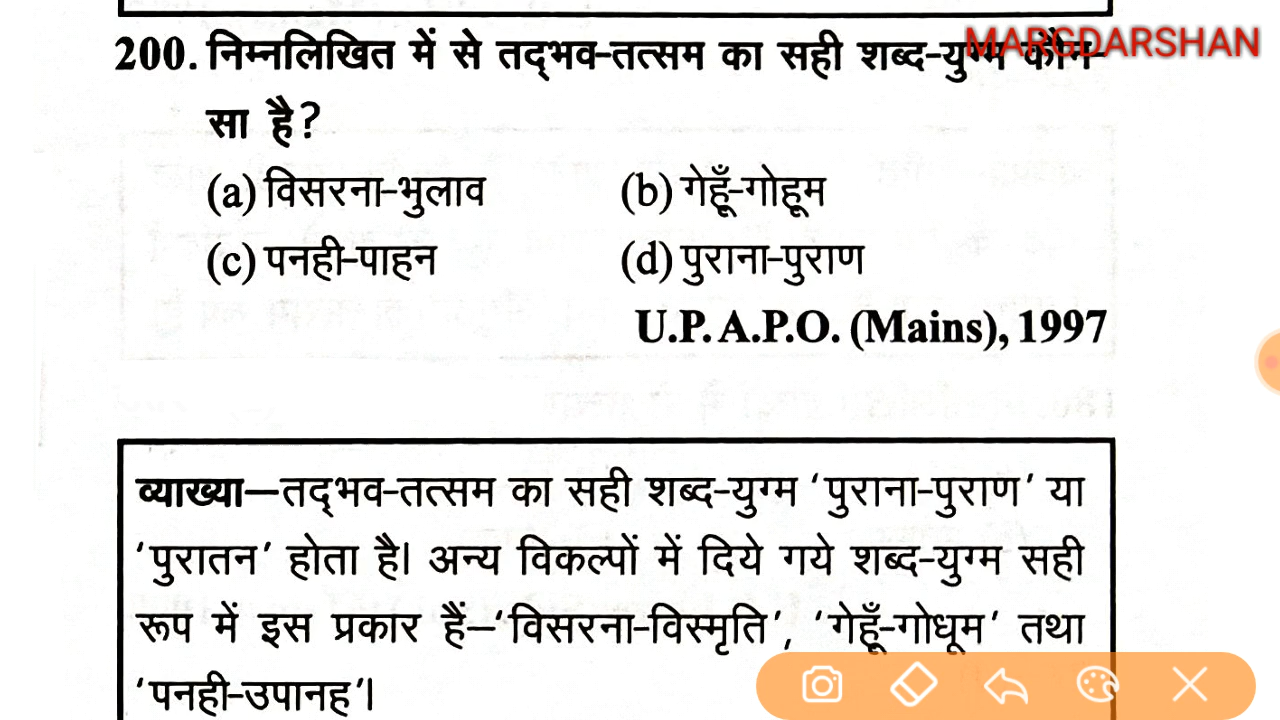 MARGDARSHAN
200. निम्नलिखित में से तद्भव-तत्सम का सही शब्द-युग्म कौन-
सा है?
(a) विसरना-भुलाव (b) गेहूँ-गोहूम
(c) पनही-पाहन (d) पुराना-पुराण
U.P.A.P.O. (Mains), 1997
व्याख्या—तद्भव-तत्सम का सही शब्द-युग्म 'पुराना-पुराण' या
'पुरातन' होता है। अन्य विकल्पों में दिये गये शब्द-युग्म सही
रूप में इस प्रकार हैं—'विसरना-विस्मृति', 'गेहूँ-गोधूम' तथा
'पनही-उपानह'।